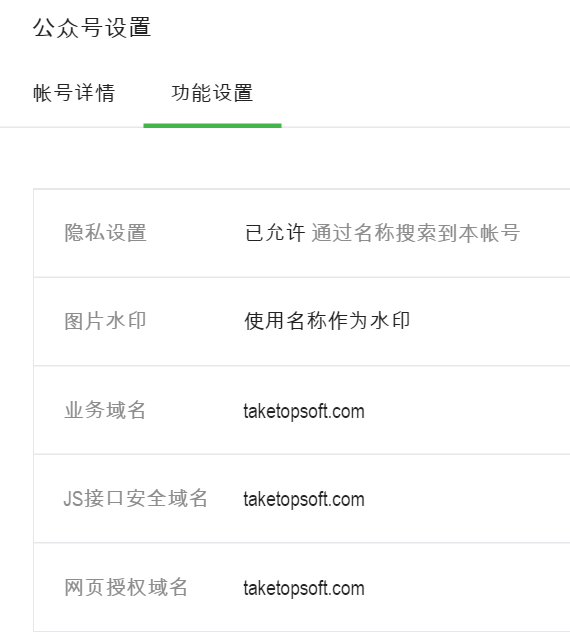 公众号设置
帐号详情 功能设置
隐私设置 已允许 通过名称搜索到本帐号
图片水印 使用名称作为水印
业务域名 taketopsoft.com
JS接口安全域名 taketopsoft.com
网页授权域名 taketopsoft.com